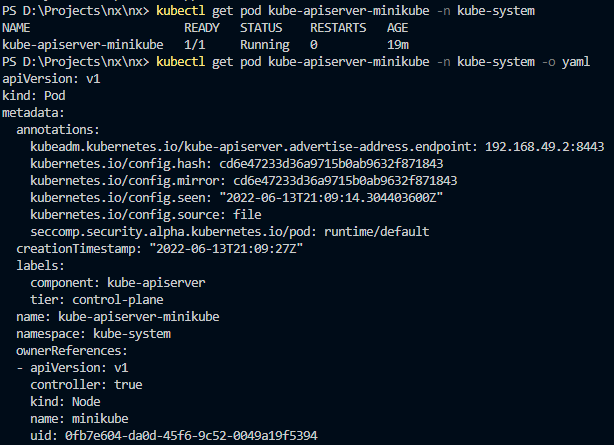 PS D:\Projects\nx\nx> kubectl get pod kube-apiserver-minikube -n kube-system
NAME                      READY   STATUS    RESTARTS   AGE
kube-apiserver-minikube   1/1     Running   0          19m
PS D:\Projects\nx\nx> kubectl get pod kube-apiserver-minikube -n kube-system -o yaml
apiVersion: v1
kind: Pod
metadata:
  annotations:
    kubeadm.kubernetes.io/kube-apiserver.advertise-address.endpoint: 192.168.49.2:8443
    kubernetes.io/config.hash: cd6e47233d36a9715b0ab9632f871843
    kubernetes.io/config.mirror: cd6e47233d36a9715b0ab9632f871843
    kubernetes.io/config.seen: "2022-06-13T21:09:14.304403600Z"
    kubernetes.io/config.source: file
    seccomp.security.alpha.kubernetes.io/pod: runtime/default
  creationTimestamp: "2022-06-13T21:09:27Z"
  labels:
    component: kube-apiserver
    tier: control-plane
  name: kube-apiserver-minikube
  namespace: kube-system
  ownerReferences:
  - apiVersion: v1
    controller: true
    kind: Node
    name: minikube
    uid: 0fb7e604-da0d-45f6-9c52-0049a19f5394